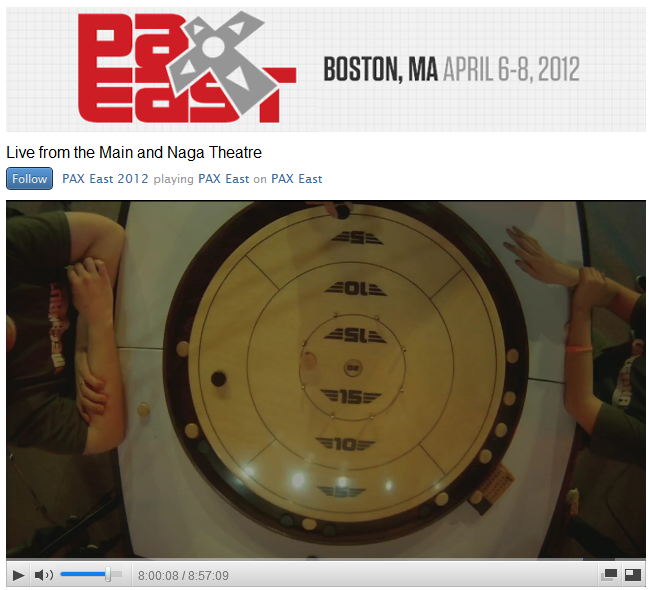 Pax
East
BOSTON, MA APRIL 6-8, 2012
Live from the Main and Naga Theatre
Follow PAX East 2012 playing PAX East on PAX East
5
10
15
20
15
10
5
8:00:08 / 8:57:09